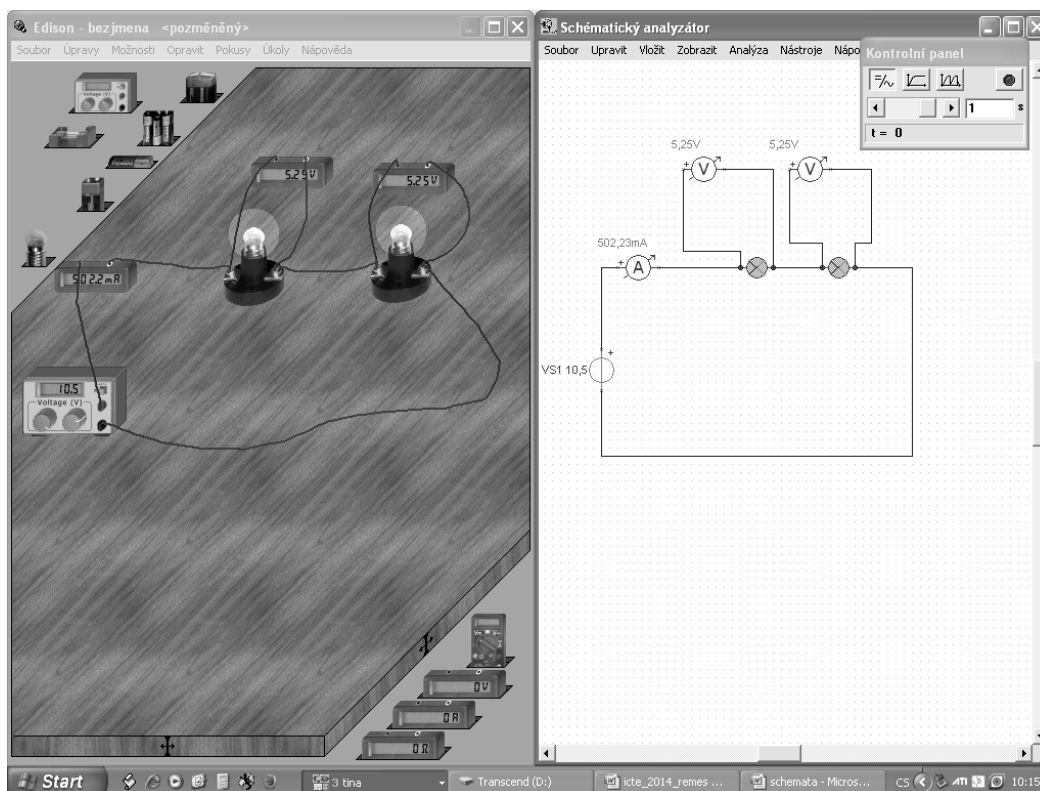 Edison - bezjmena <pozměněný>
Soubor Úpravy Možnosti Opravit Pokusy Úkoly Nápověda
Voltage (V)
5.25V
5.25V
502.2mA
10.5
Voltage (V)
0V
0A
0Ω
Schématický analyzátor
Soubor Upravit Vložit Zobrazit Analýza Nástroje Nápo
Kontrolní panel
1 s
t = 0
5,25V 5,25V
+ V + V
502,23mA
+ A
+
VS1 10,5
Start 3 tina Transcend (D:) icte_2014_remes ... schemata - Micros... CS ATI 10:15